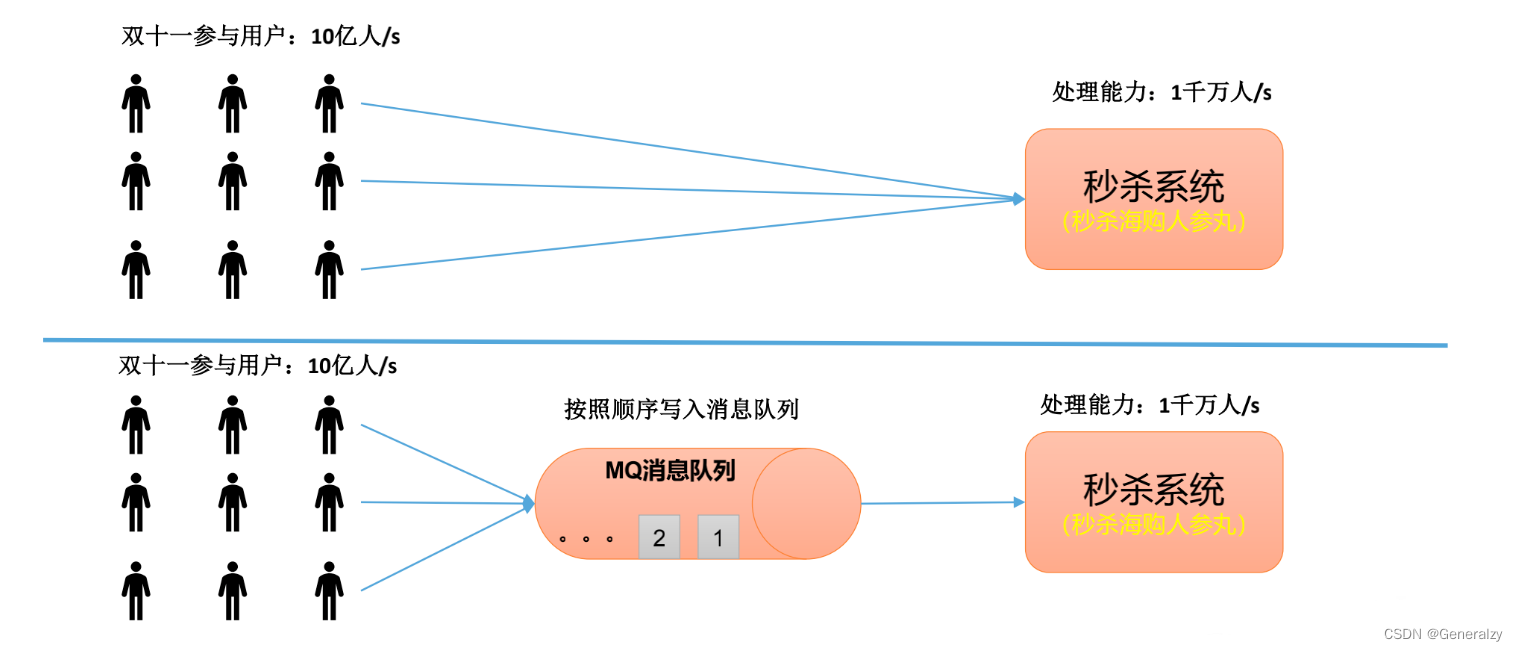 双十一参与用户：10亿人/s
处理能力：1千万人/s
秒杀系统
（秒杀海购人参丸）
双十一参与用户：10亿人/s
按照顺序写入消息队列
处理能力：1千万人/s
MQ消息队列
。。。 2 1
秒杀系统
（秒杀海购人参丸）
CSDN @Generalzy